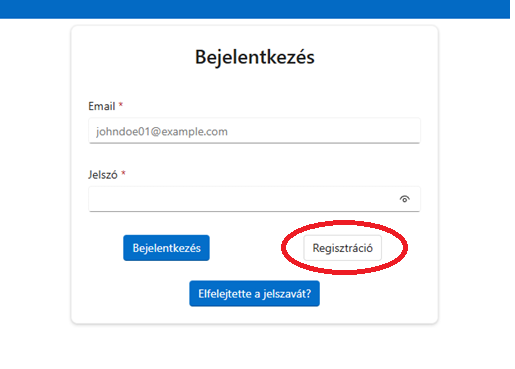 Bejelentkezés
Email *
johndoe01@example.com
Jelszó *
Bejelentkezés
Regisztráció
Elfelejtette a jelszavát?